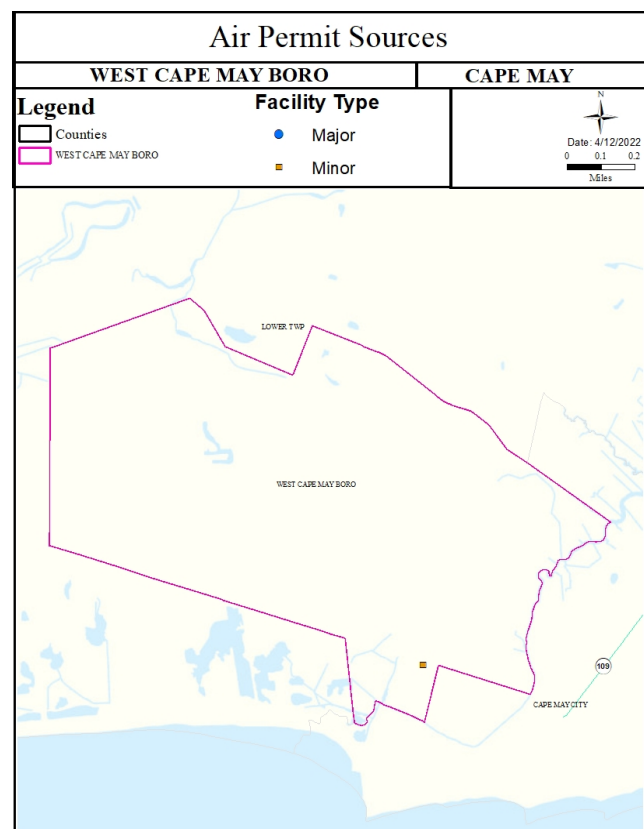 Air Permit Sources
WEST CAPE MAY BORO
CAPE MAY
Legend
Counties
WEST CAPE MAY BORO
Facility Type
Major
Minor
N
Date: 4/12/2022
0 0.1 0.2
Miles
LOWER TWP
WEST CAPE MAY BORO
109
CAPE MAY CITY